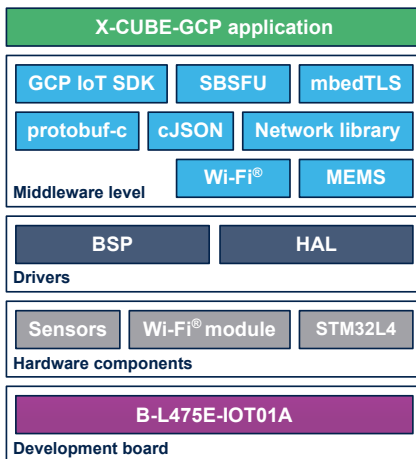 X-CUBE-GCP application
GCP IoT SDK SBSFU mbedTLS
protobuf-c cJSON Network library
Wi-Fi® MEMS
Middleware level
BSP HAL
Drivers
Sensors Wi-Fi® module STM32L4
Hardware components
B-L475E-IOT01A
Development board